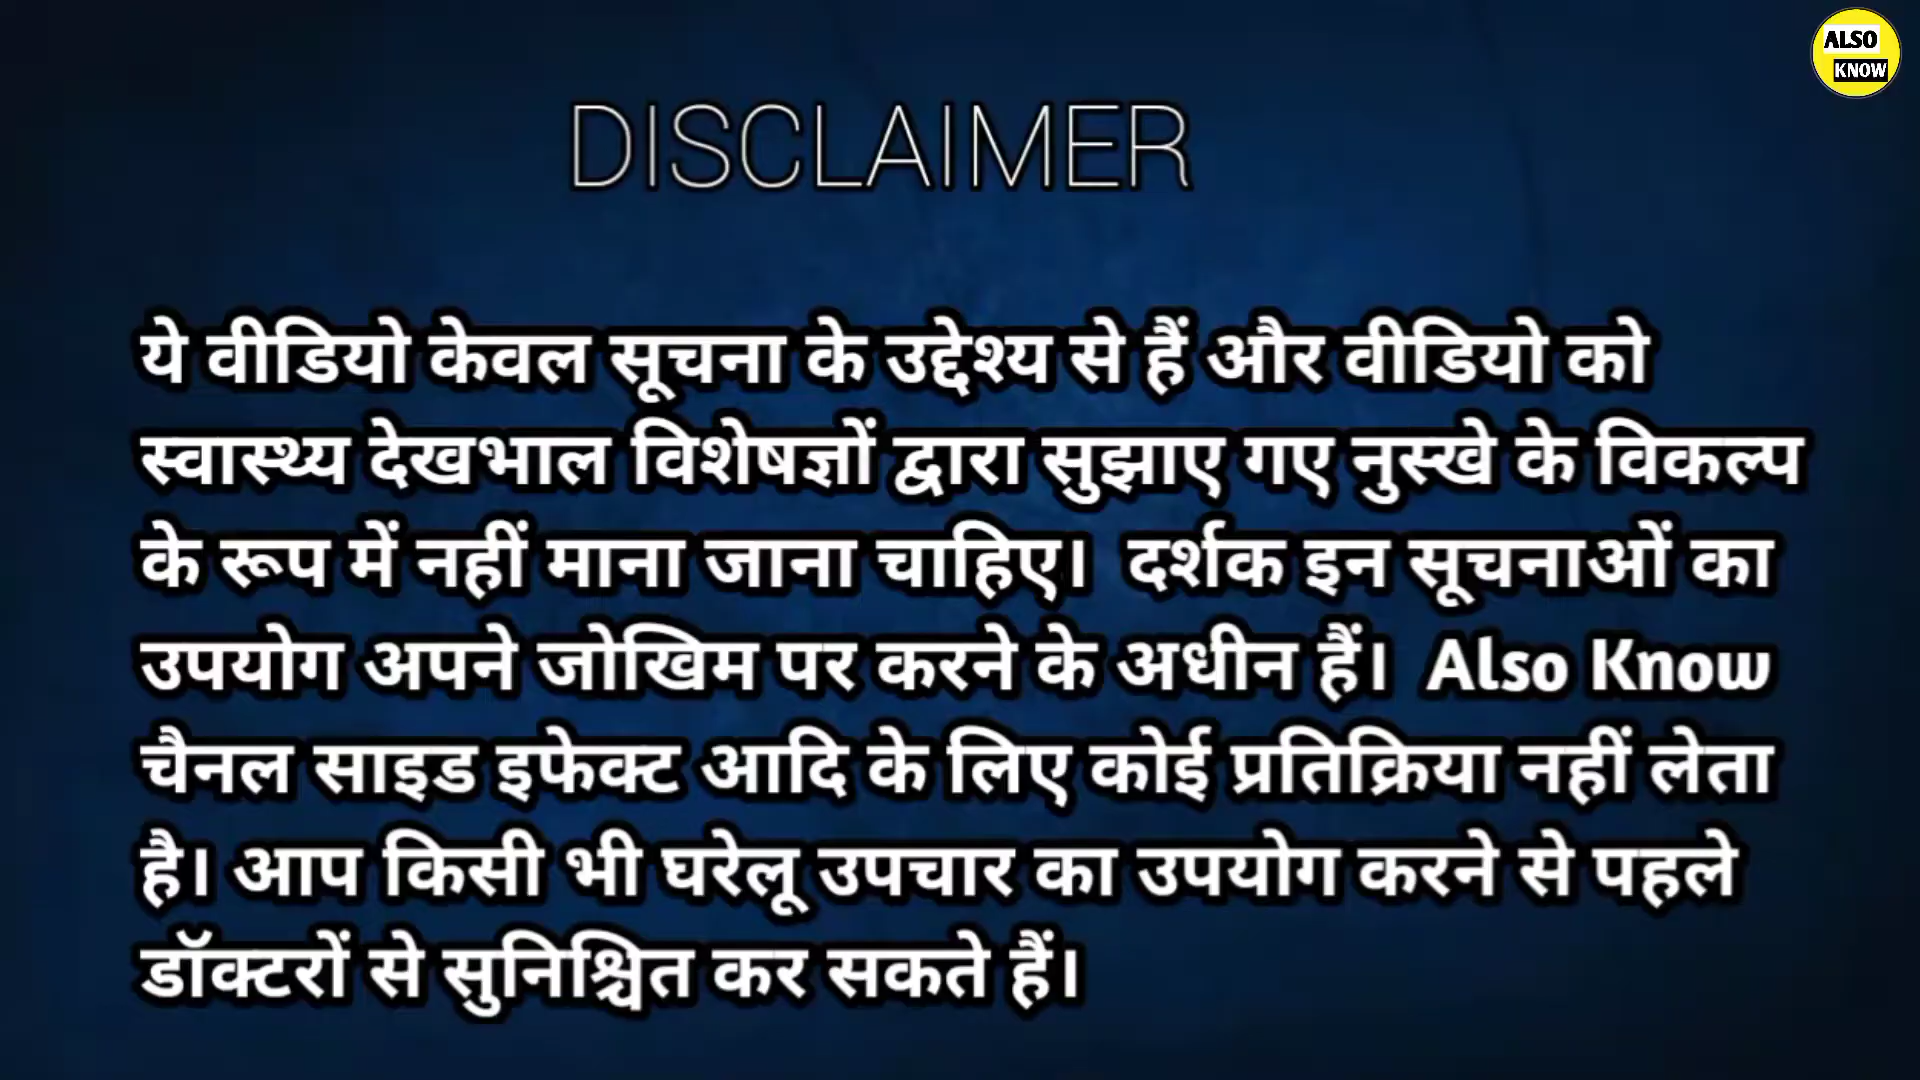 ALSO
KNOW
DISCLAIMER
ये वीडियो केवल सूचना के उद्देश्य से हैं और वीडियो को
स्वास्थ्य देखभाल विशेषज्ञों द्वारा सुझाए गए नुस्खे के विकल्प
के रूप में नहीं माना जाना चाहिए। दर्शक इन सूचनाओं का
उपयोग अपने जोखिम पर करने के अधीन हैं। Also Know
चैनल साइड इफेक्ट आदि के लिए कोई प्रतिक्रिया नहीं लेता
है। आप किसी भी घरेलू उपचार का उपयोग करने से पहले
डॉक्टरों से सुनिश्चित कर सकते हैं।